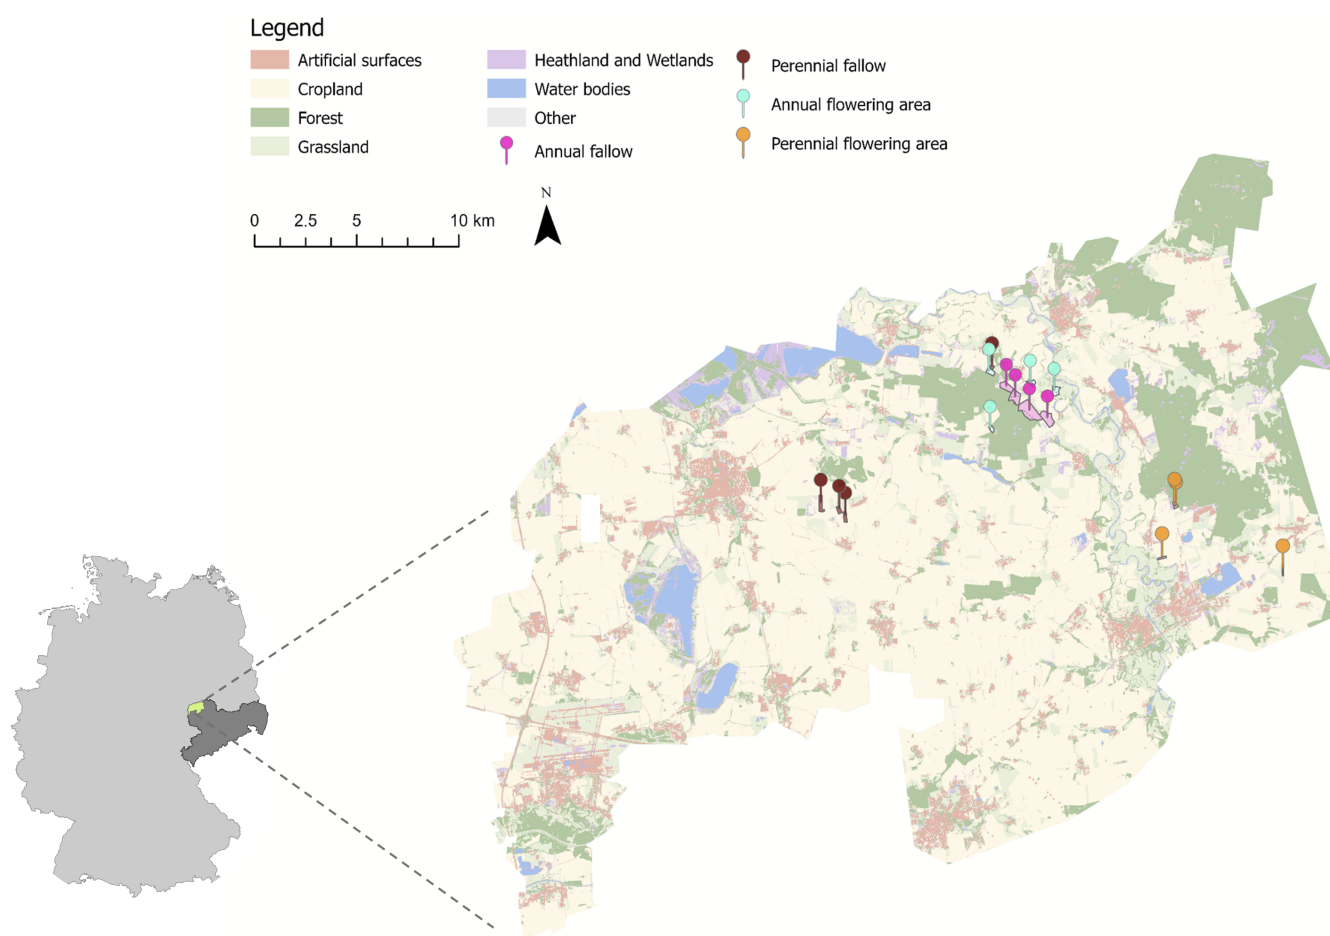 Legend
Artificial surfaces
Cropland
Forest
Grassland
Heathland and Wetlands
Water bodies
Other
Annual fallow
Perennial fallow
Annual flowering area
Perennial flowering area
0 2.5 5 10 km
N